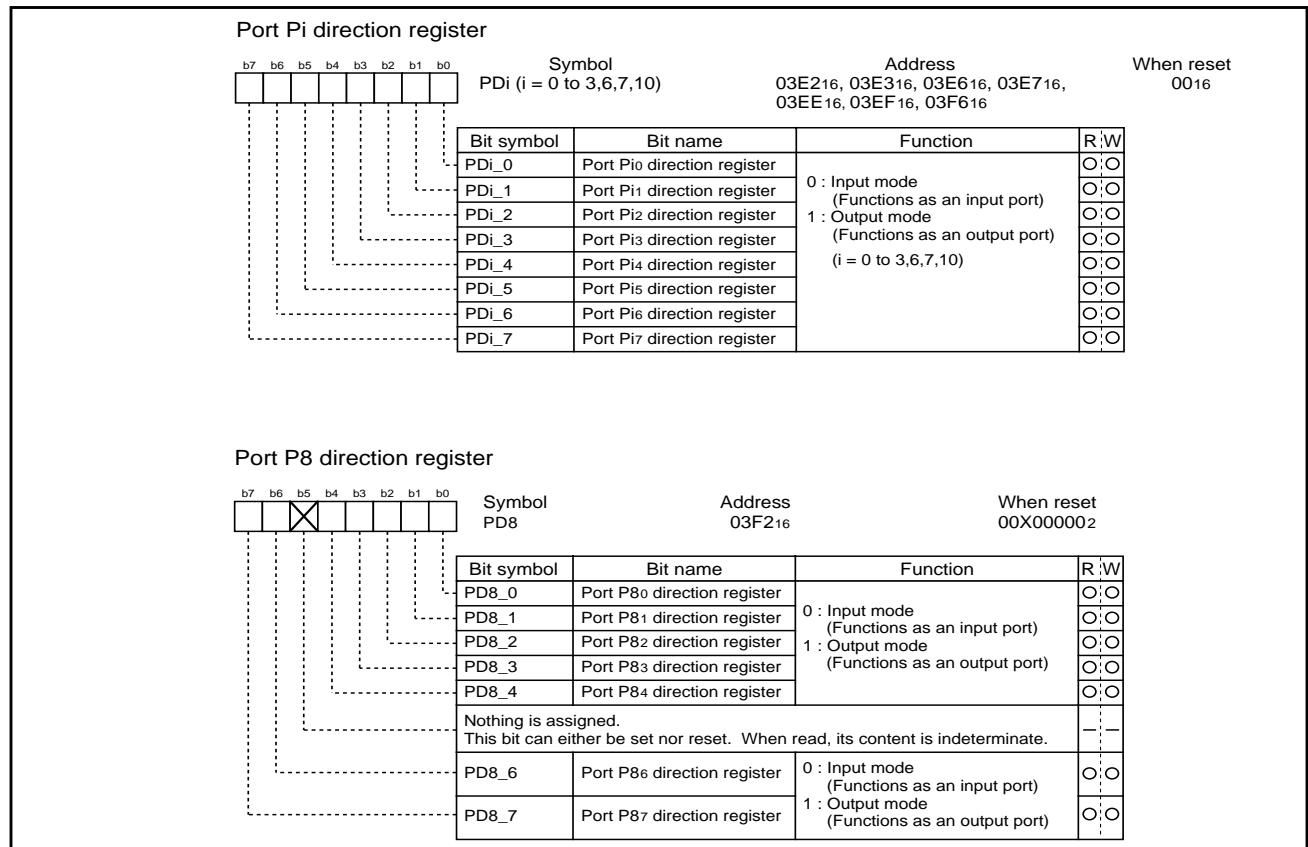 Port Pi direction register
b7 b6 b5 b4 b3 b2 b1 b0
Symbol Address When reset
PDi (i = 0 to 3,6,7,10) 03E216, 03E316, 03E616, 03E716, 0016
03EE16, 03EF16, 03F616
Bit symbol Bit name Function R W
PDi_0 Port Pi0 direction register
PDi_1 Port Pi1 direction register
PDi_2 Port Pi2 direction register
PDi_3 Port Pi3 direction register
PDi_4 Port Pi4 direction register
PDi_5 Port Pi5 direction register
PDi_6 Port Pi6 direction register
PDi_7 Port Pi7 direction register
0 : Input mode
(Functions as an input port)
1 : Output mode
(Functions as an output port)
(i = 0 to 3,6,7,10)
Port P8 direction register
b7 b6 b5 b4 b3 b2 b1 b0
Symbol Address When reset
PD8 03F216 00X000002
Bit symbol Bit name Function R W
PD8_0 Port P80 direction register
PD8_1 Port P81 direction register
PD8_2 Port P82 direction register
PD8_3 Port P83 direction register
PD8_4 Port P84 direction register
0 : Input mode
(Functions as an input port)
1 : Output mode
(Functions as an output port)
Nothing is assigned.
This bit can either be set nor reset. When read, its content is indeterminate.
PD8_6 Port P86 direction register
PD8_7 Port P87 direction register
0 : Input mode
(Functions as an input port)
1 : Output mode
(Functions as an output port)